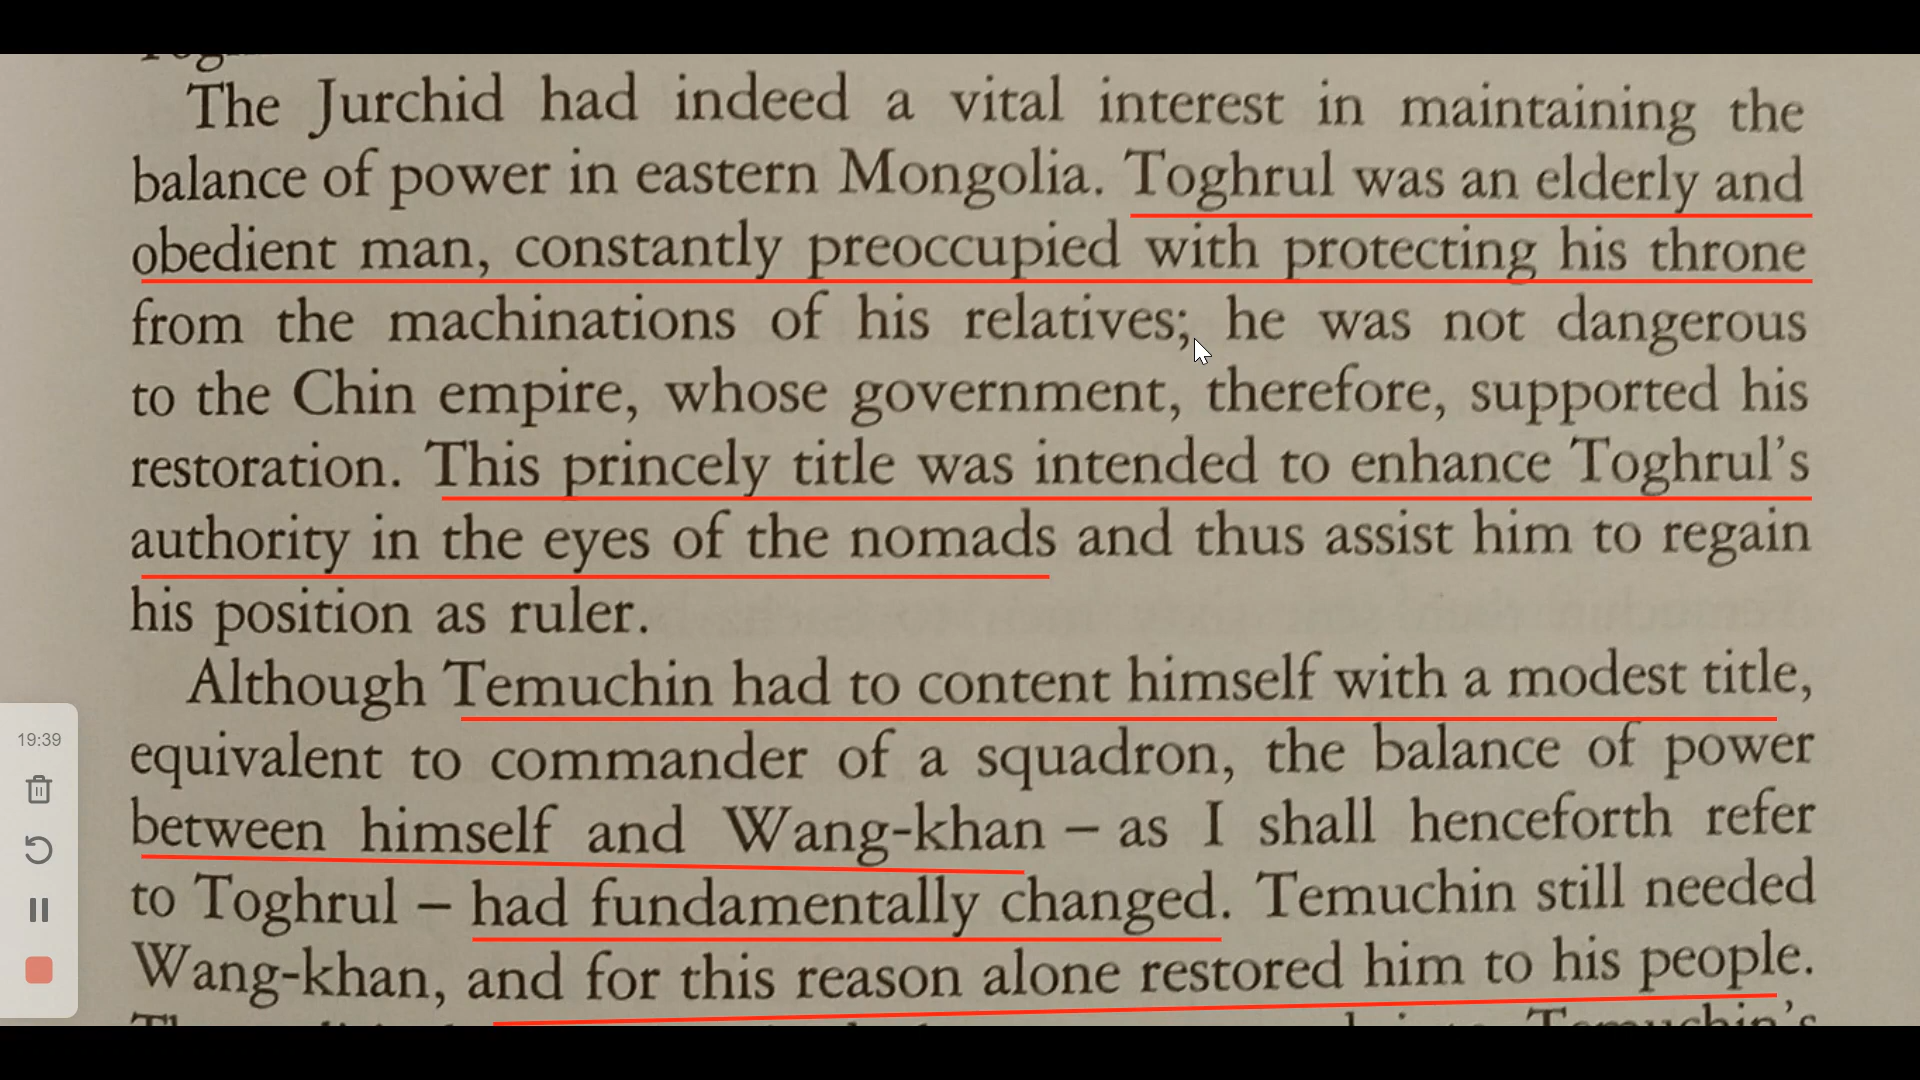 The Jurchid had indeed a vital interest in maintaining the
balance of power in eastern Mongolia. Toghrul was an elderly and
obedient man, constantly preoccupied with protecting his throne
from the machinations of his relatives; he was not dangerous
to the Chin empire, whose government, therefore, supported his
restoration. This princely title was intended to enhance Toghrul's
authority in the eyes of the nomads and thus assist him to regain
his position as ruler.
Although Temuchin had to content himself with a modest title,
equivalent to commander of a squadron, the balance of power
between himself and Wang-khan – as I shall henceforth refer
to Toghrul – had fundamentally changed. Temuchin still needed
Wang-khan, and for this reason alone restored him to his people.
Temuchin's
19:39